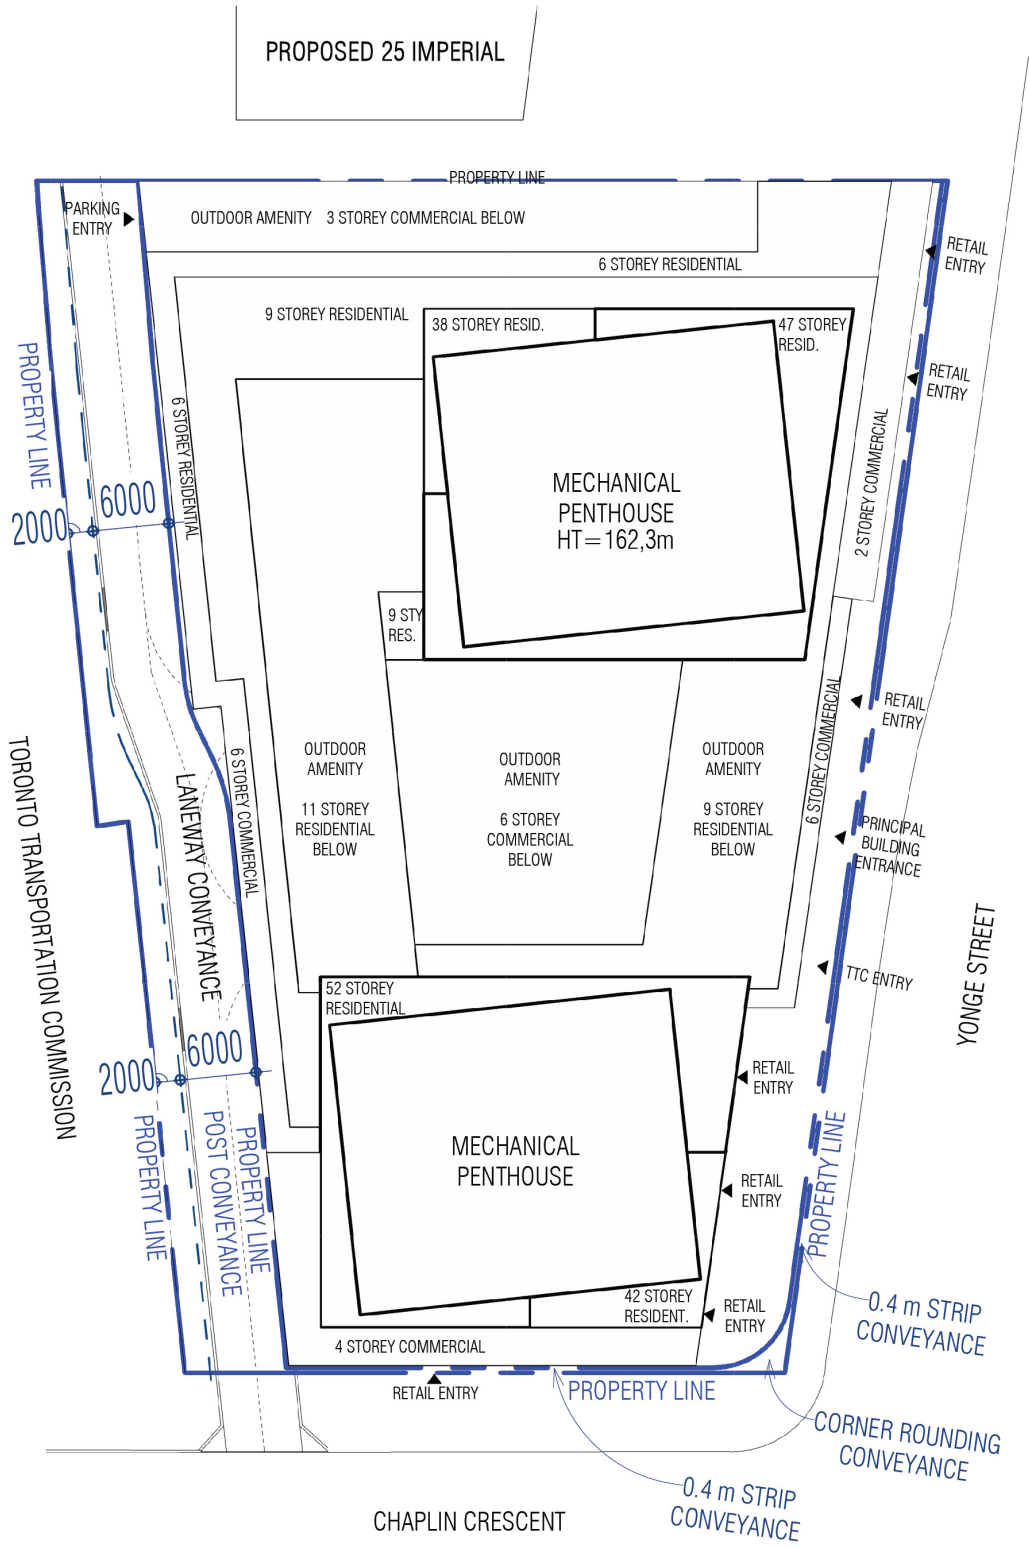 PROPOSED 25 IMPERIAL
PROPERTY LINE
PARKING
ENTRY
OUTDOOR AMENITY 3 STOREY COMMERCIAL BELOW
RETAIL
ENTRY
6 STOREY RESIDENTIAL
9 STOREY RESIDENTIAL
38 STOREY RESID.
47 STOREY
RESID.
PROPERTY LINE
RETAIL
ENTRY
6 STOREY RESIDENTIAL
2 STOREY COMMERCIAL
MECHANICAL
PENTHOUSE
HT=162,3m
2000
6000
9 STY
RES.
RETAIL
ENTRY
6 STOREY COMMERCIAL
TORONTO TRANSPORTATION COMMISSION
LANEWAY CONVEYANCE
6 STOREY COMMERCIAL
OUTDOOR
AMENITY
11 STOREY
RESIDENTIAL
BELOW
OUTDOOR
AMENITY
6 STOREY
COMMERCIAL
BELOW
OUTDOOR
AMENITY
9 STOREY
RESIDENTIAL
BELOW
PRINCIPAL
BUILDING
ENTRANCE
YONGE STREET
TTC ENTRY
52 STOREY
RESIDENTIAL
2000
6000
RETAIL
ENTRY
PROPERTY LINE
POST CONVEYANCE
PROPERTY LINE
MECHANICAL
PENTHOUSE
RETAIL
ENTRY
PROPERTY LINE
42 STOREY
RESIDENT.
RETAIL
ENTRY
0.4 m STRIP
CONVEYANCE
4 STOREY COMMERCIAL
RETAIL ENTRY
PROPERTY LINE
CORNER ROUNDING
CONVEYANCE
0.4 m STRIP
CONVEYANCE
CHAPLIN CRESCENT